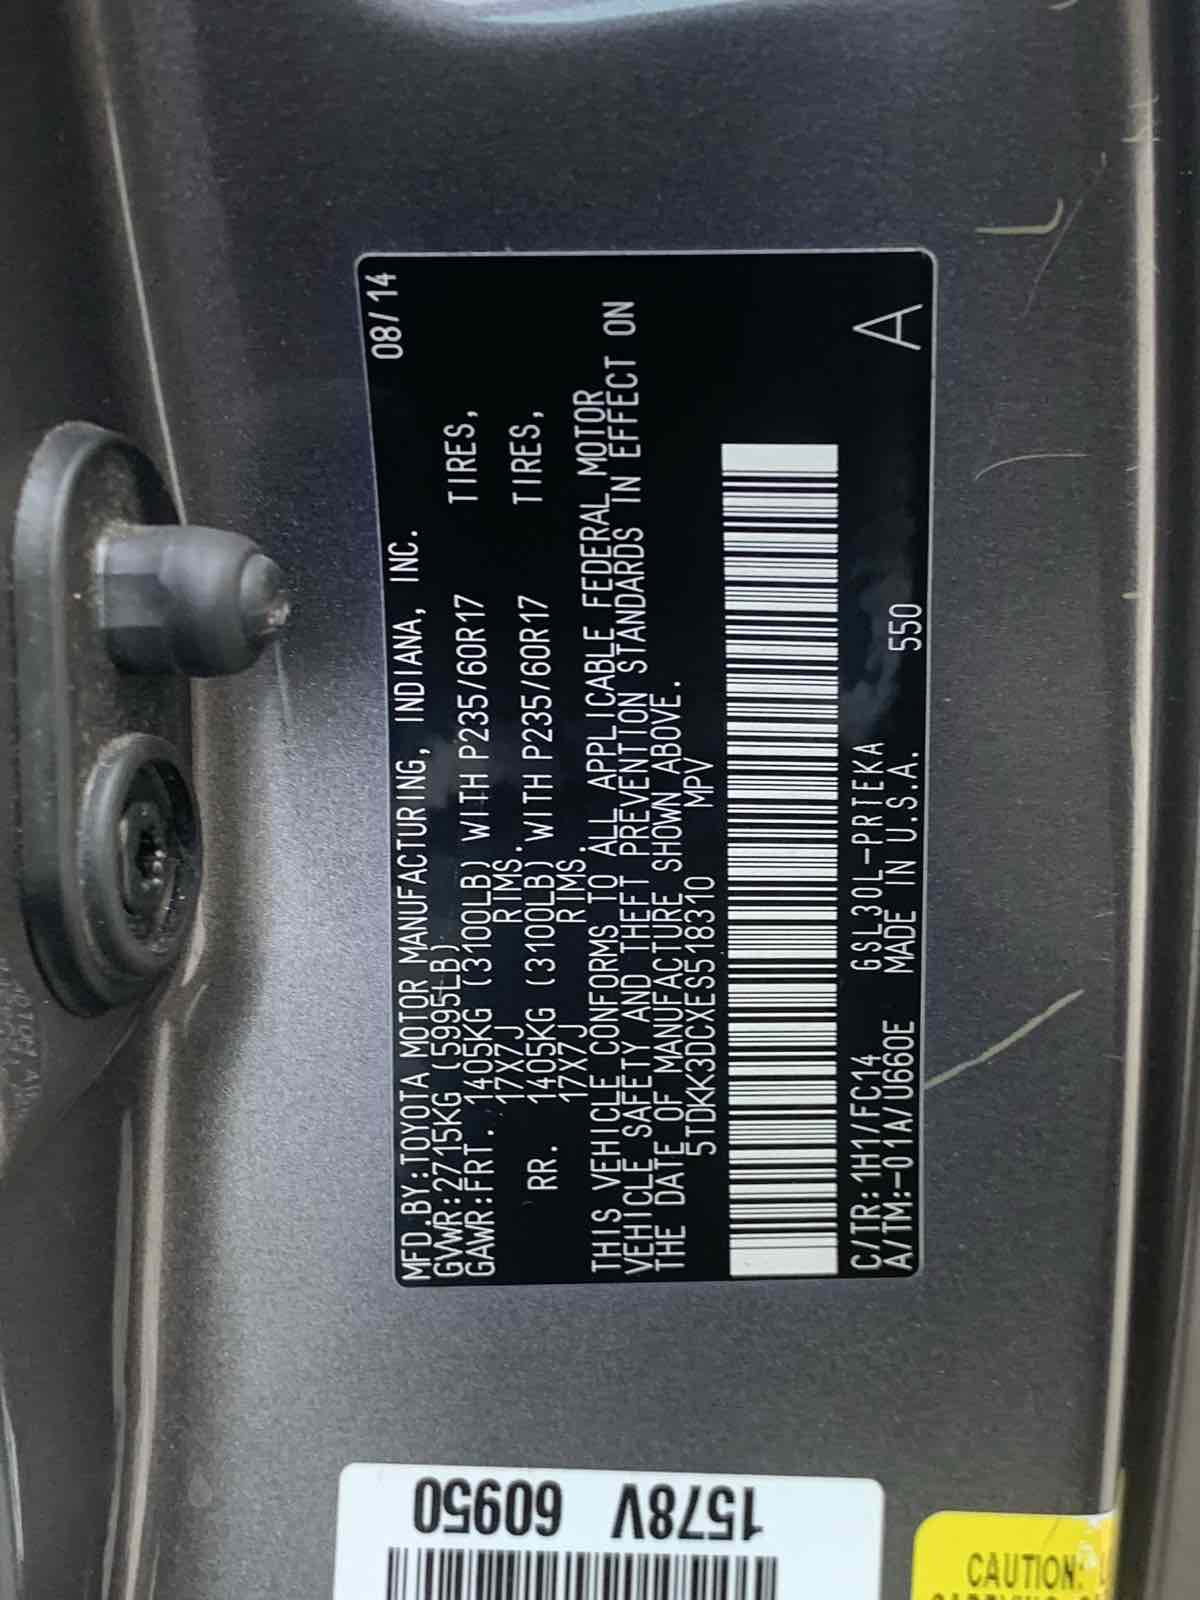 08/14
MFD.BY:TOYOTA MOTOR MANUFACTURING, INDIANA, INC.
GVWR:2715KG (5995LB)
GAWR:FRT. 1405KG (3100LB) WITH P235/60R17 TIRES,
17X7J RIMS.
RR. 1405KG (3100LB) WITH P235/60R17 TIRES,
17X7J RIMS.
THIS VEHICLE CONFORMS TO ALL APPLICABLE FEDERAL MOTOR
VEHICLE SAFETY AND THEFT PREVENTION STANDARDS IN EFFECT ON
THE DATE OF MANUFACTURE SHOWN ABOVE.
5TDKK3DCXES518310 MPV
C/TR:1H1/FC14 GSL30L-PRTEKA
A/TM:-01A/U660E MADE IN U.S.A. 550 A
1578V 60950
CAUTION: